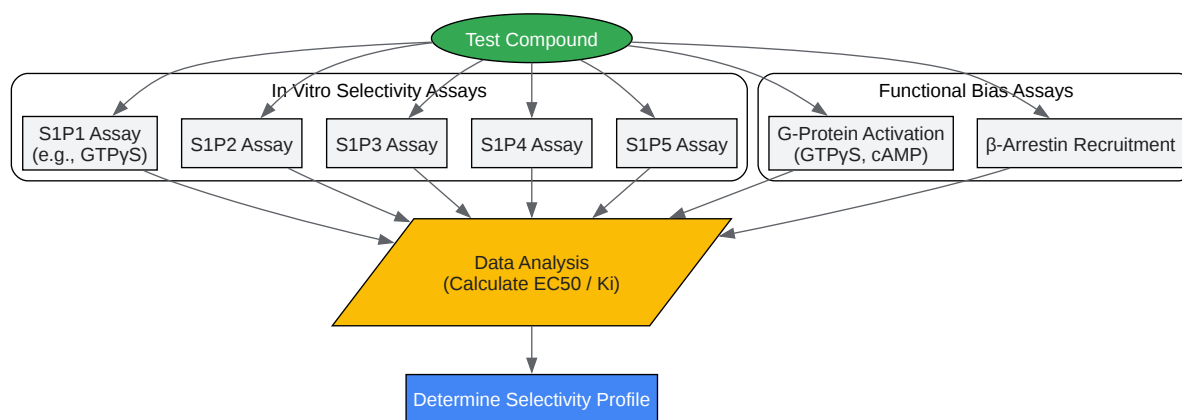 Test Compound
In Vitro Selectivity Assays
Functional Bias Assays
S1P1 Assay
(e.g., GTPγS)
S1P2 Assay
S1P3 Assay
S1P4 Assay
S1P5 Assay
G-Protein Activation
(GTPγS, cAMP)
β-Arrestin Recruitment
Data Analysis
(Calculate EC50 / Ki)
Determine Selectivity Profile